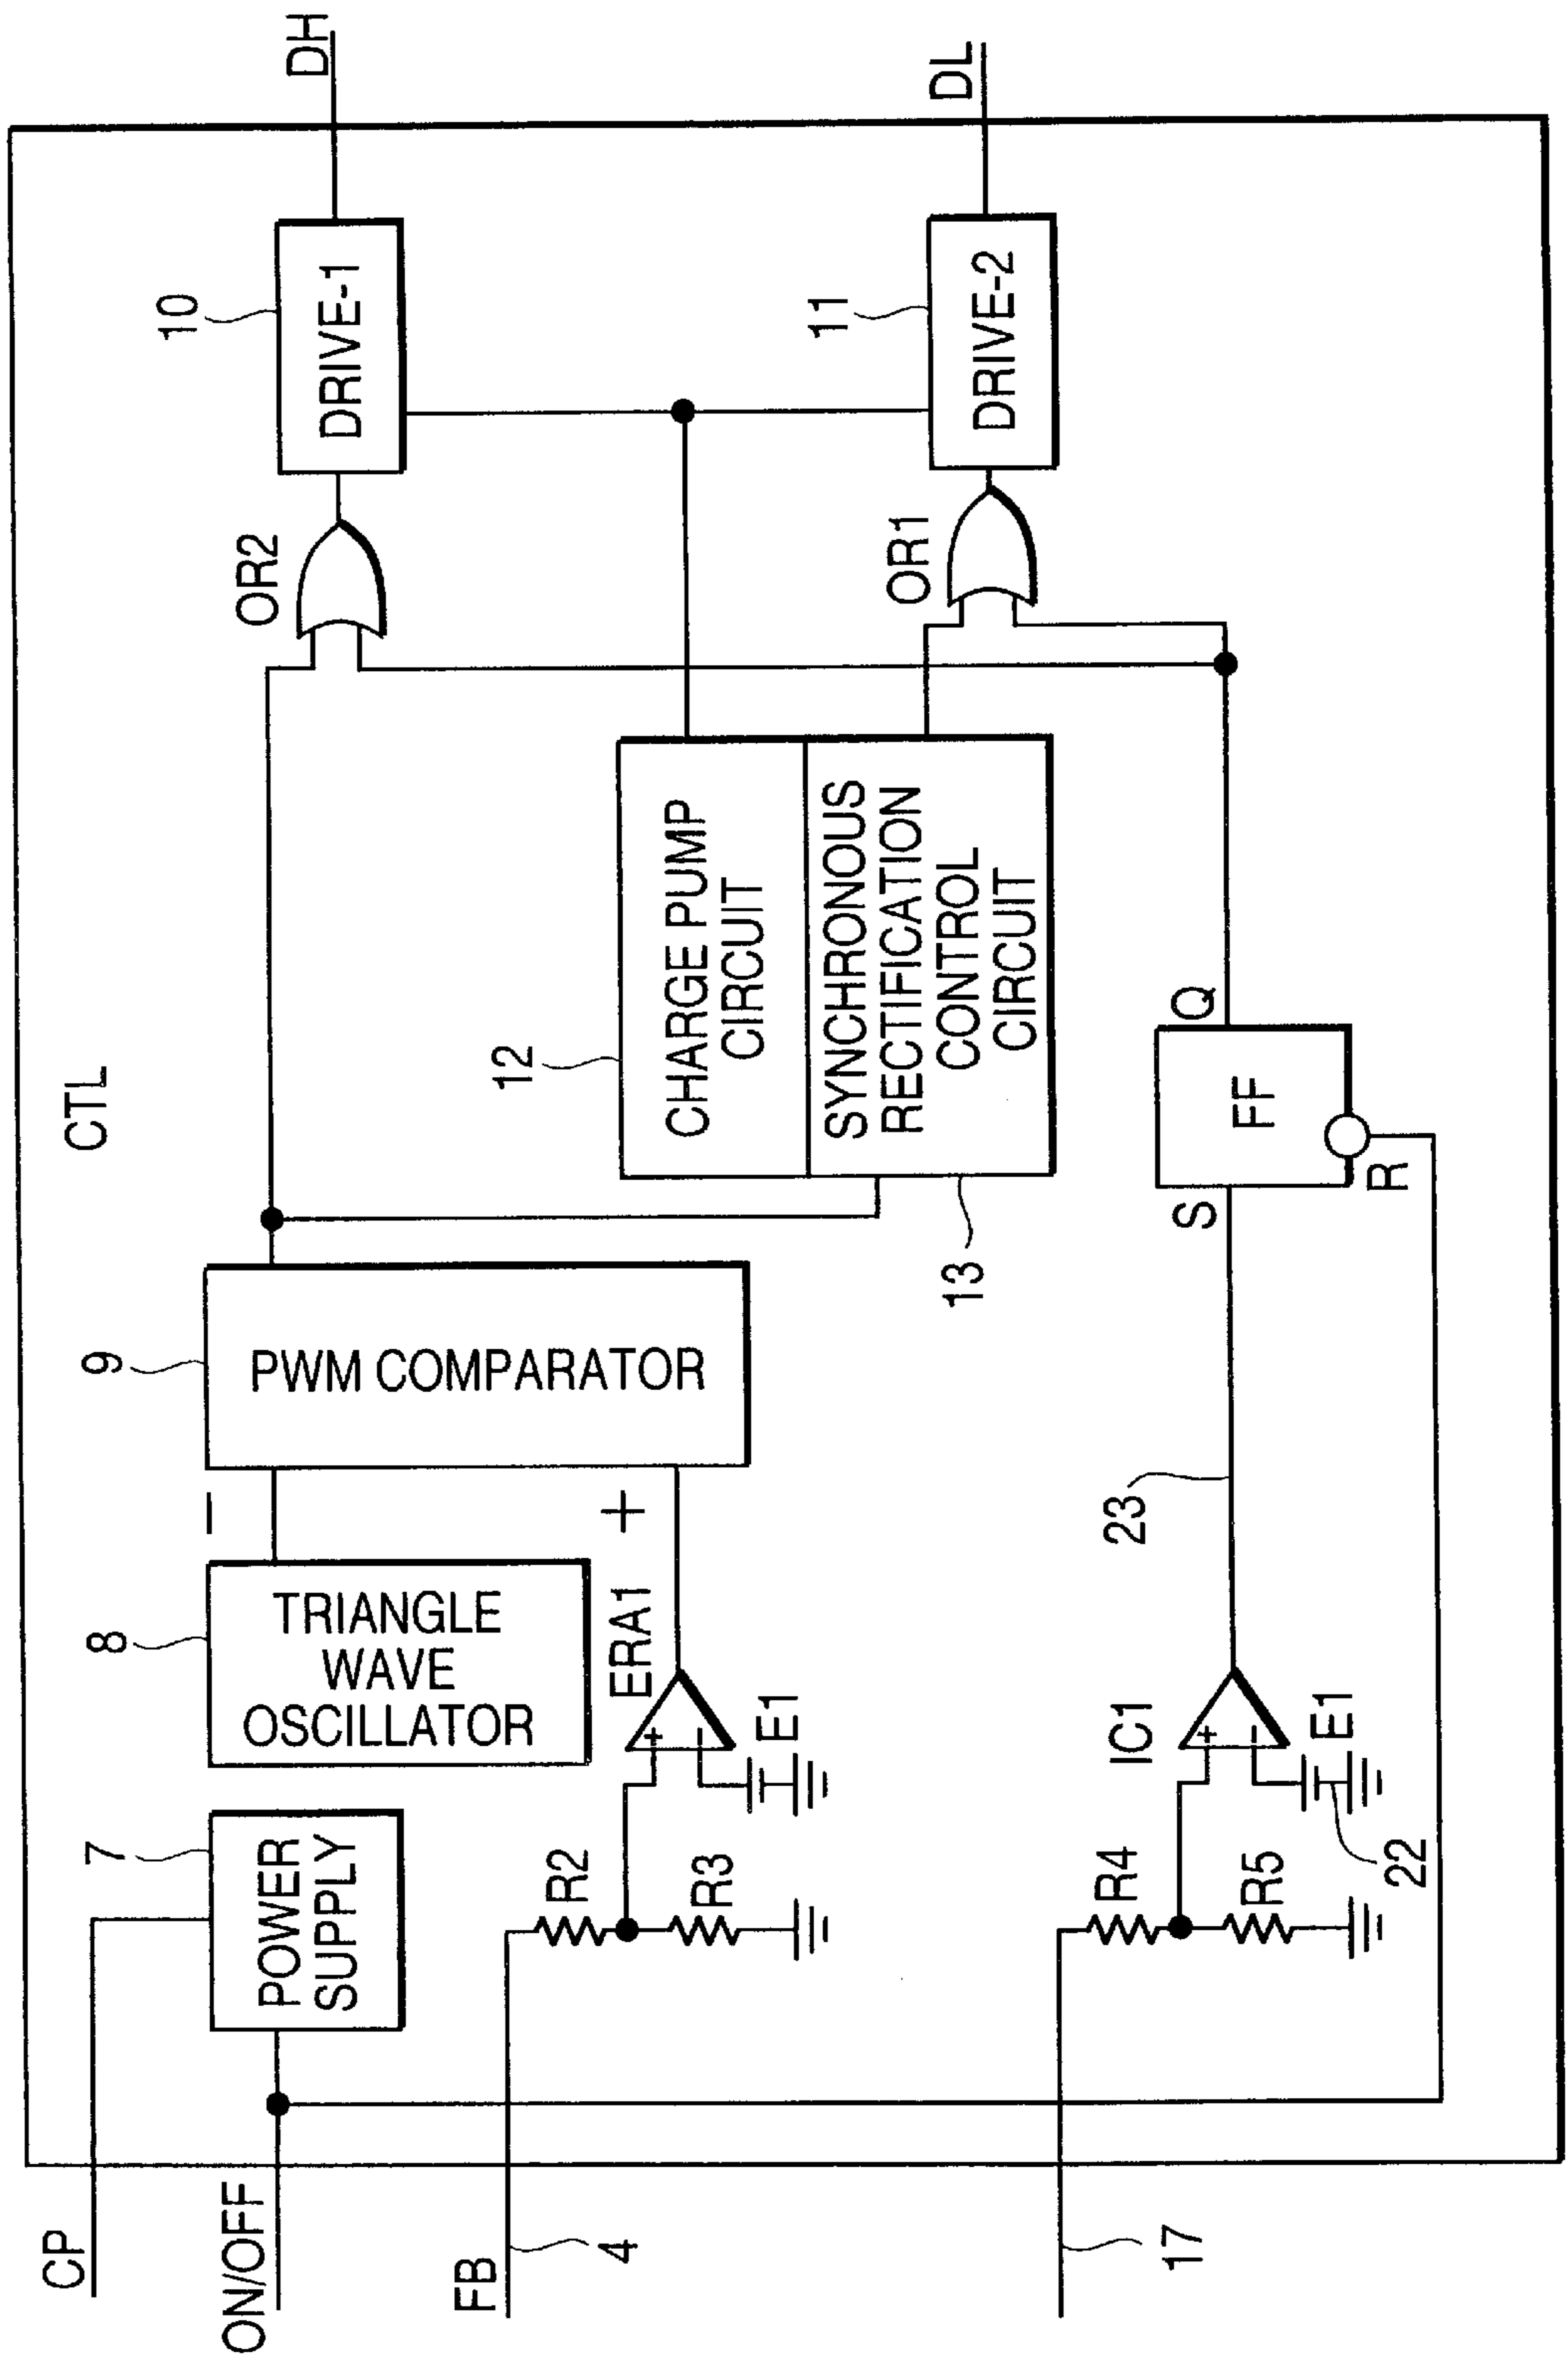 CTL
CP
ON/OFF
FB
4
17
7
POWER
SUPPLY
8
TRIANGLE
WAVE
OSCILLATOR
−
+
9
PWM COMPARATOR
R2
R3
ERA1
+
−
E1
R4
R5
IC1
+
−
E1
22
23
12
CHARGE PUMP
CIRCUIT
SYNCHRONOUS
RECTIFICATION
CONTROL
CIRCUIT
13
S
FF
Q
R
OR2
OR1
10
DRIVE-1
11
DRIVE-2
DH
DL